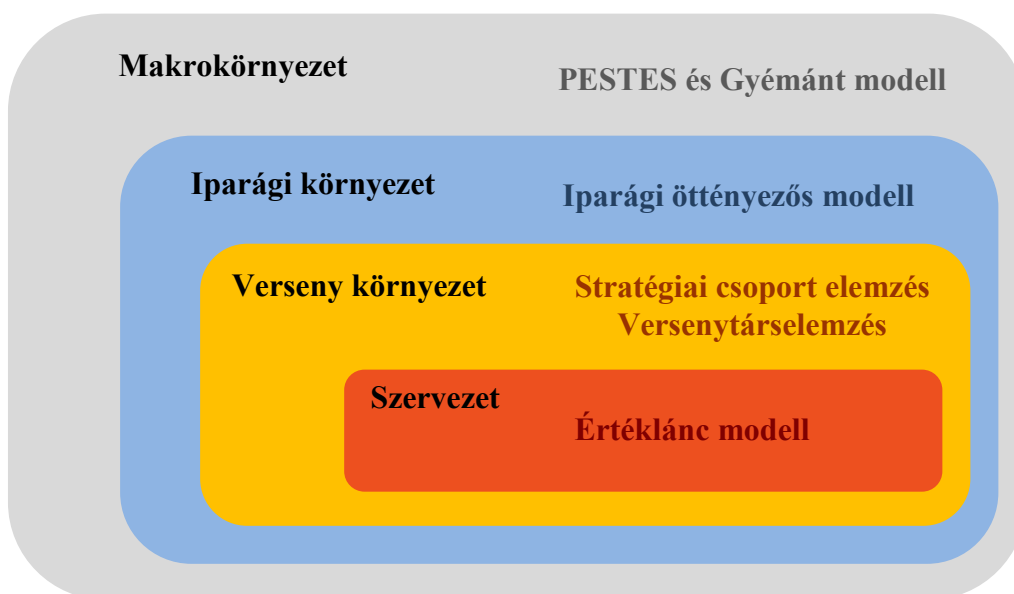 Makrokörnyezet
PESTES és Gyémánt modell
Iparági környezet
Iparági öttényezős modell
Verseny környezet
Stratégiai csoport elemzés
Versenytárselemzés
Szervezet
Értéklánc modell